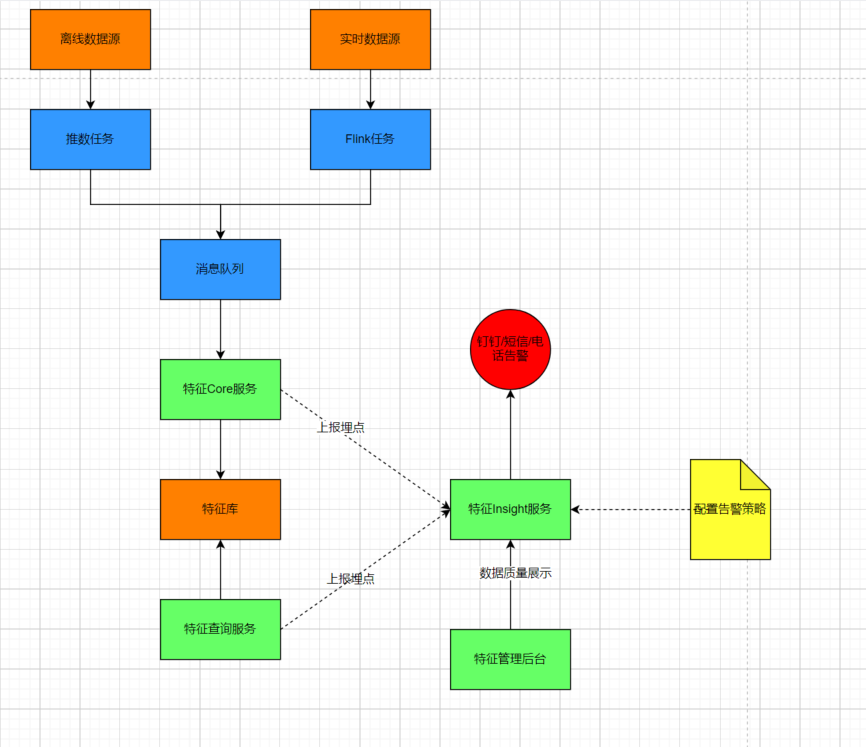 离线数据源
实时数据源
推数任务
Flink任务
消息队列
钉钉/短信/电
话告警
特征Core服务
上报埋点
特征库
特征Insight服务
配置告警策略
上报埋点
数据质量展示
特征查询服务
特征管理后台